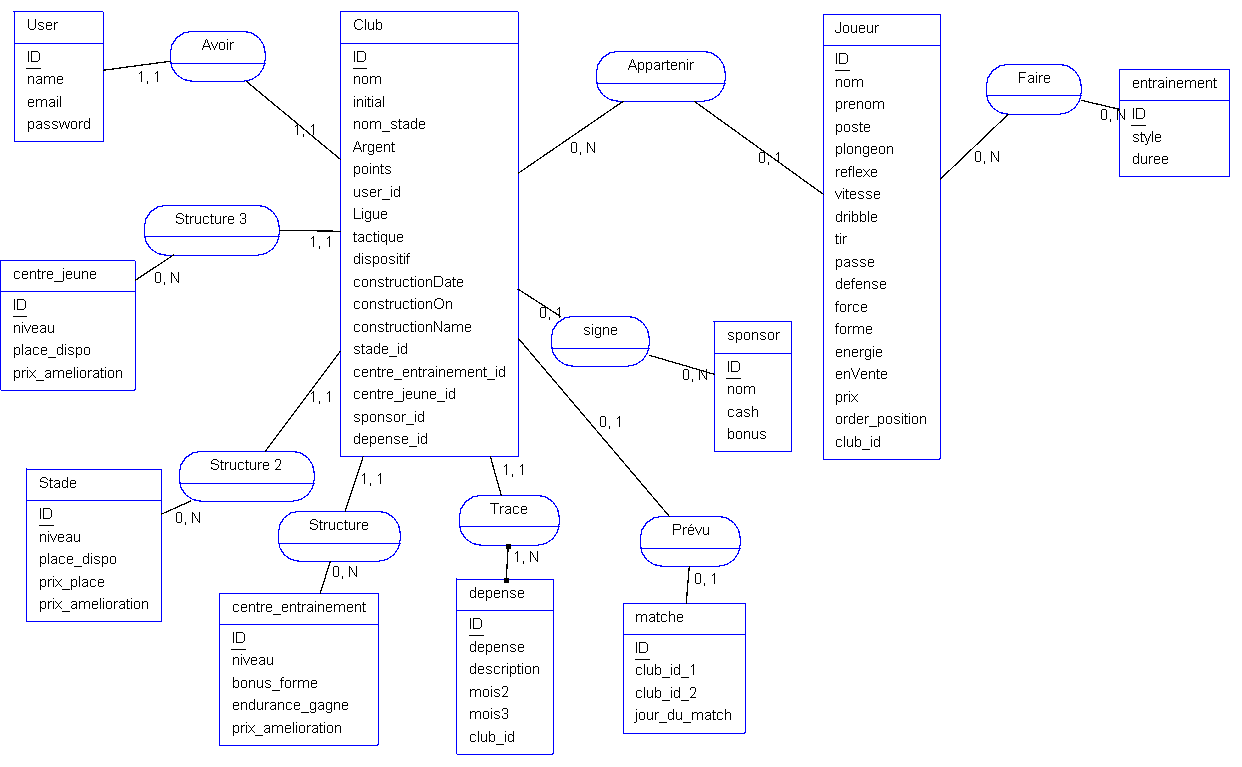 User
ID
name
email
password
Avoir
1, 1
1, 1
Club
ID
nom
initial
nom_stade
Argent
points
user_id
Ligue
tactique
dispositif
constructionDate
constructionOn
constructionName
stade_id
centre_entrainement_id
centre_jeune_id
sponsor_id
depense_id
Appartenir
0, N
0, 1
Joueur
ID
nom
prenom
poste
plongeon
reflexe
vitesse
dribble
tir
passe
defense
force
forme
energie
enVente
prix
order_position
club_id
Faire
0, N
0, N
entrainement
ID
style
duree
Structure 3
1, 1
0, N
centre_jeune
ID
niveau
place_dispo
prix_amelioration
signe
0, 1
0, N
sponsor
ID
nom
cash
bonus
Structure 2
1, 1
0, N
Stade
ID
niveau
place_dispo
prix_place
prix_amelioration
Structure
1, 1
0, N
centre_entrainement
ID
niveau
bonus_forme
endurance_gagne
prix_amelioration
Trace
1, 1
1, N
depense
ID
depense
description
mois2
mois3
club_id
Prévu
0, 1
0, 1
matche
ID
club_id_1
club_id_2
jour_du_match